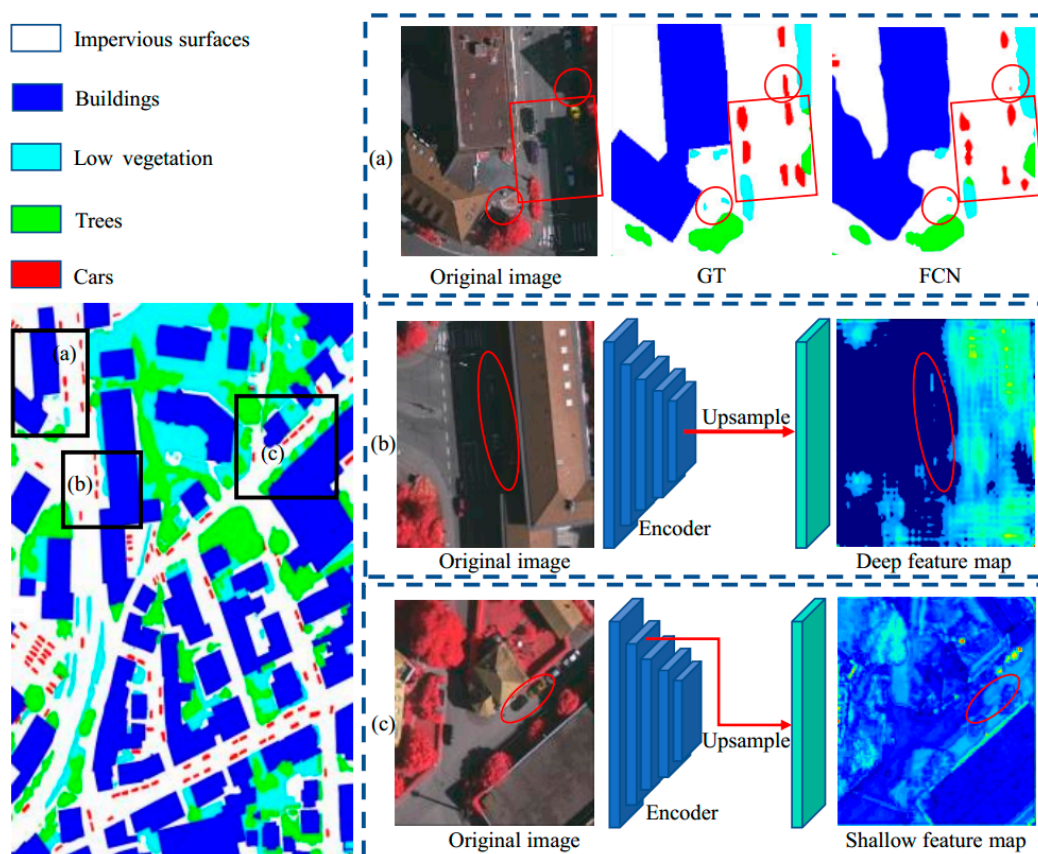 Impervious surfaces
Buildings
Low vegetation
Trees
Cars
(a)
(b)
(c)
(a)
Original image
GT
FCN
(b)
Upsample
Encoder
Original image
Deep feature map
(c)
Upsample
Encoder
Original image
Shallow feature map